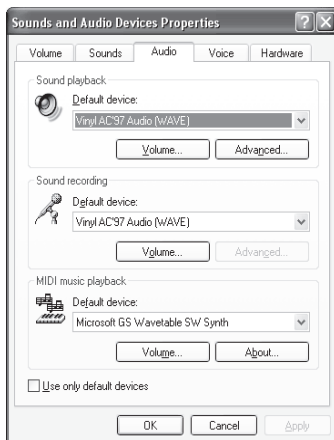 Sounds and Audio Devices Properties
Volume Sounds Audio Voice Hardware
Sound playback
Default device:
Vinyl AC'97 Audio (WAVE)
Volume... Advanced...
Sound recording
Default device:
Vinyl AC'97 Audio (WAVE)
Volume... Advanced...
MIDI music playback
Default device:
Microsoft GS Wavetable SW Synth
Volume... About...
Use only default devices
OK Cancel Apply